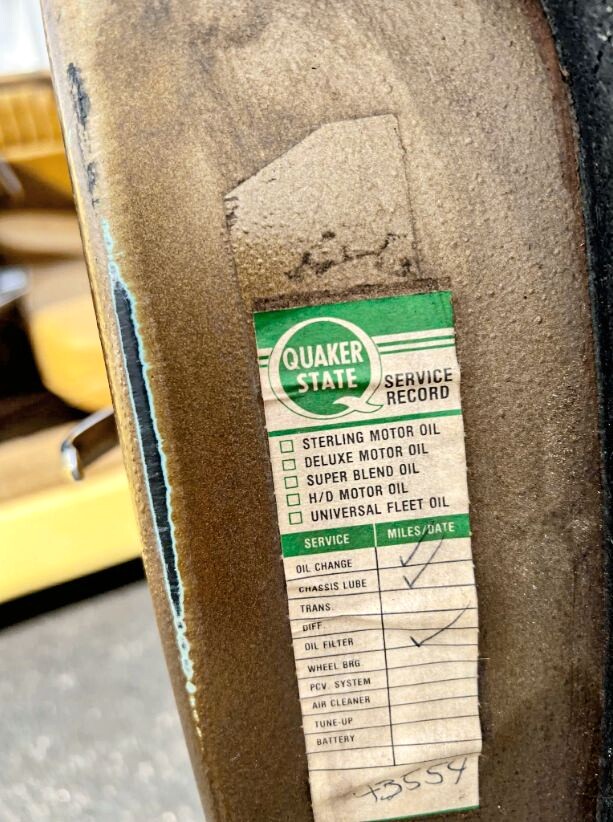 QUAKER
STATE
SERVICE
RECORD
STERLING MOTOR OIL
DELUXE MOTOR OIL
SUPER BLEND OIL
H/D MOTOR OIL
UNIVERSAL FLEET OIL
SERVICE MILES/DATE
OIL CHANGE
CHASSIS LUBE
TRANS.
DIFF.
OIL FILTER
WHEEL BRG.
PCV. SYSTEM
AIR CLEANER
TUNE-UP
BATTERY